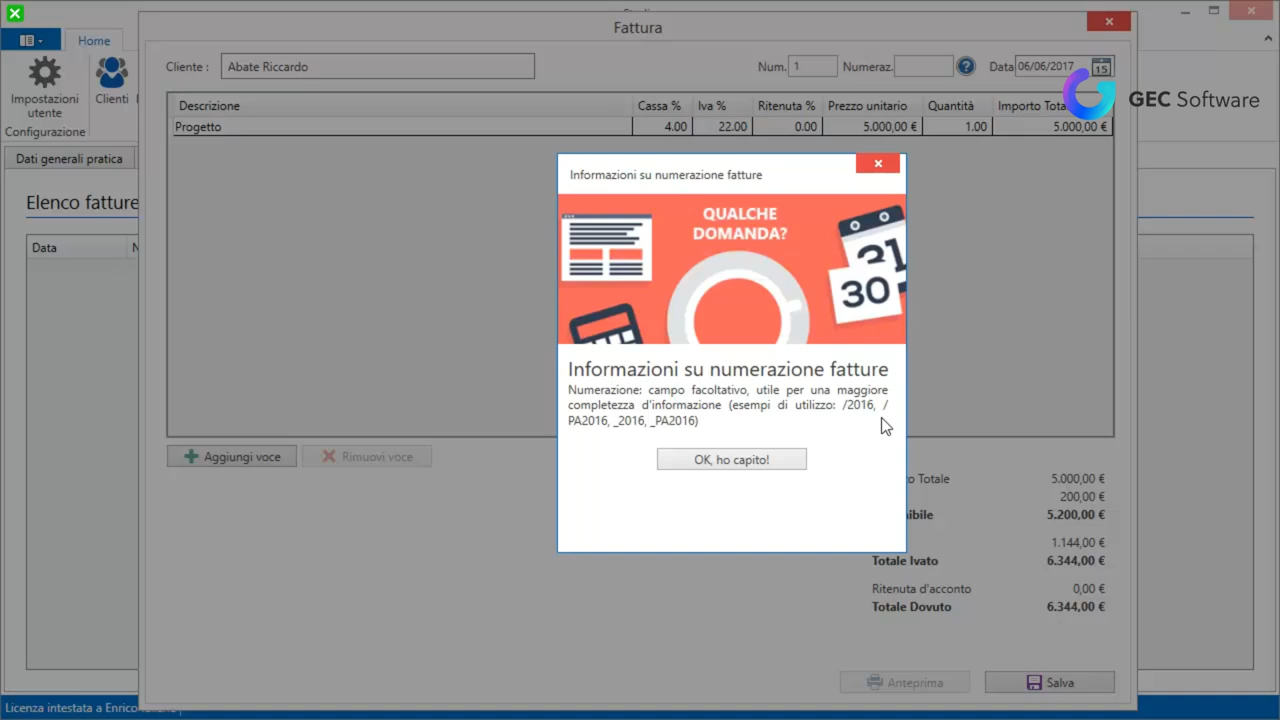 Fattura
Home
Cliente :
Abate Riccardo
Num.
1
Numeraz.
?
Data
06/06/2017
15
GEC Software
Impostazioni
utente
Clienti
Configurazione
Descrizione
Cassa %
Iva %
Ritenuta %
Prezzo unitario
Quantità
Importo
Progetto
4.00
22.00
0.00
5.000,00 €
1.00
5.000,00 €
Dati generali pratica
Elenco fatture
Data
N
Informazioni su numerazione fatture
QUALCHE
DOMANDA?
31
30
Informazioni su numerazione fatture
Numerazione: campo facoltativo, utile per una maggiore
completezza d'informazione (esempi di utilizzo: /2016, /
PA2016, _2016, _PA2016)
OK, ho capito!
Aggiungi voce
Rimuovi voce
Totale
5.000,00 €
200,00 €
5.200,00 €
1.144,00 €
Totale Ivato
6.344,00 €
Ritenuta d'acconto
0,00 €
Totale Dovuto
6.344,00 €
Anteprima
Salva
Licenza intestata a